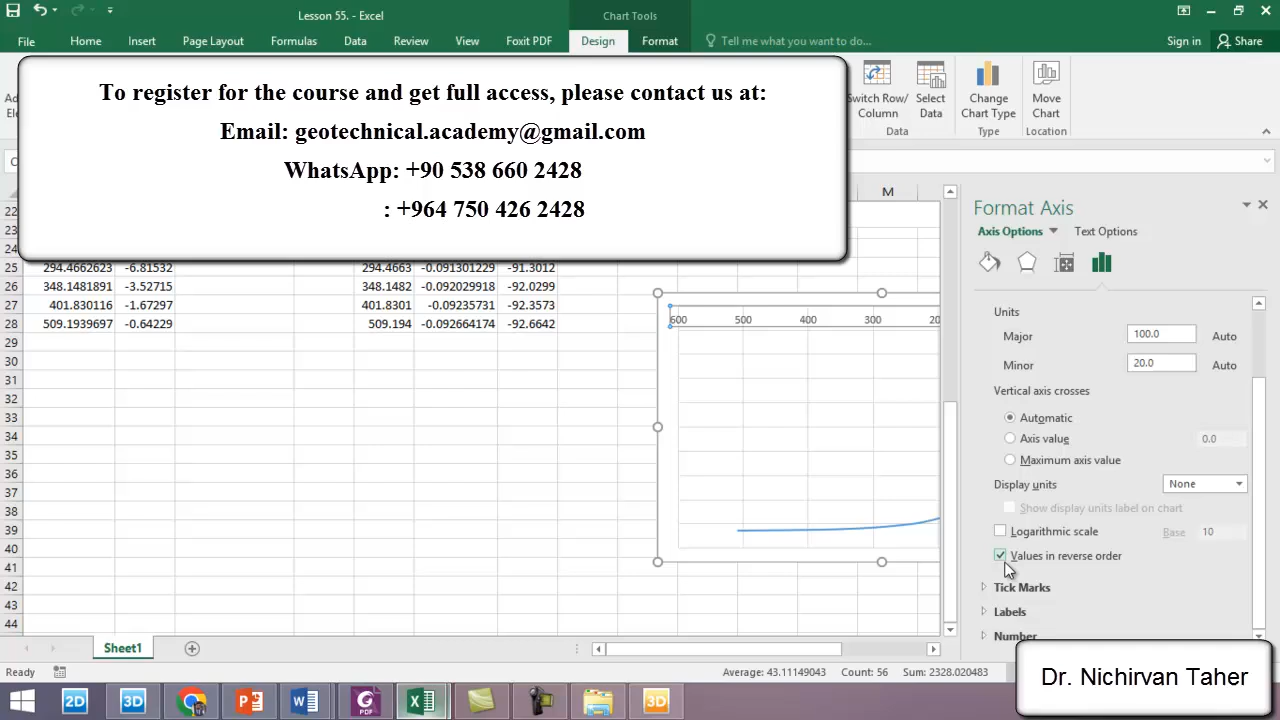 Lesson 55. - Excel
Chart Tools
File Home Insert Page Layout Formulas Data Review View Foxit PDF Design Format Tell me what you want to do... Sign in Share
To register for the course and get full access, please contact us at:
Email: geotechnical.academy@gmail.com
WhatsApp: +90 538 660 2428
: +964 750 426 2428
Switch Row/
Column
Select
Data
Change
Chart Type
Move
Chart
Data Type Location
M
Format Axis
Axis Options Text Options
22
23
24
25 294.4662623 -6.81532 294.4663 -0.091301229 -91.3012
26 348.1481891 -3.52715 348.1482 -0.092029918 -92.0299
27 401.830116 -1.67297 401.8301 -0.09235731 -92.3573
28 509.1939697 -0.64229 509.194 -0.092664174 -92.6642
29
30
31
32
33
34
35
36
37
38
39
40
41
42
43
44
600 500 400 300 20
Units
Major 100.0 Auto
Minor 20.0 Auto
Vertical axis crosses
Automatic
Axis value 0.0
Maximum axis value
Display units None
Show display units label on chart
Logarithmic scale Base 10
Values in reverse order
Tick Marks
Labels
Number
Sheet1
Ready Average: 43.11149043 Count: 56 Sum: 2328.020483
Dr. Nichirvan Taher
2D 3D PDF 3D